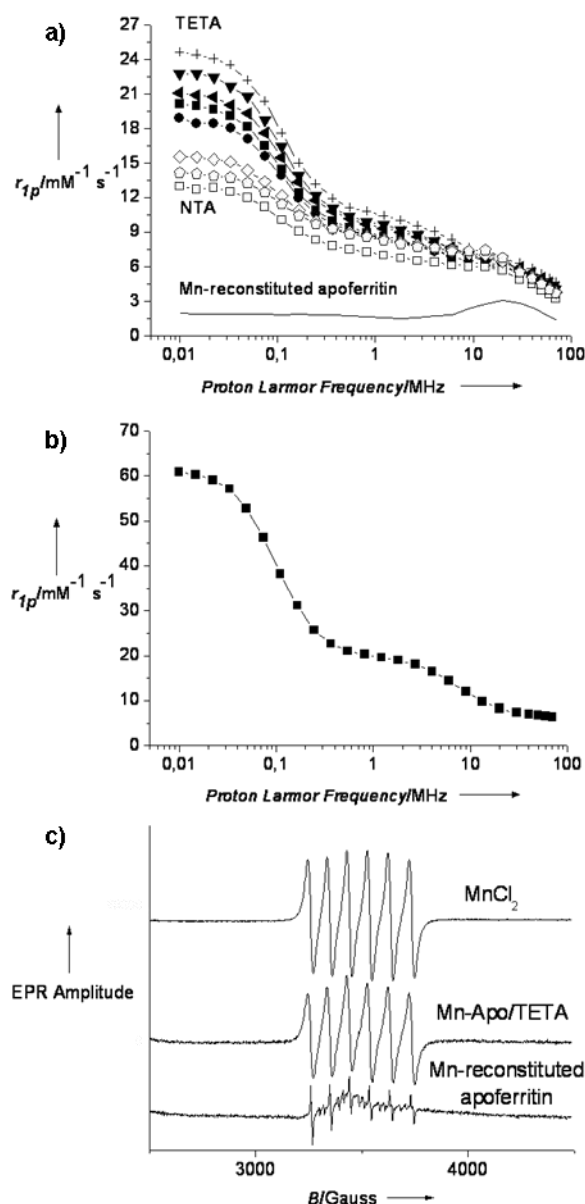 a)
TETA
27
24
21
18
15
12
9
6
3
0
r1p/mM⁻¹ s⁻¹
NTA
Mn-reconstituted apoferritin
0,01 0,1 1 10 100
Proton Larmor Frequency/MHz
b)
70
60
50
40
30
20
10
0
r1p/mM⁻¹ s⁻¹
0,01 0,1 1 10 100
Proton Larmor Frequency/MHz
c)
MnCl₂
EPR Amplitude
Mn-Apo/TETA
Mn-reconstituted
apoferritin
3000 4000
B/Gauss